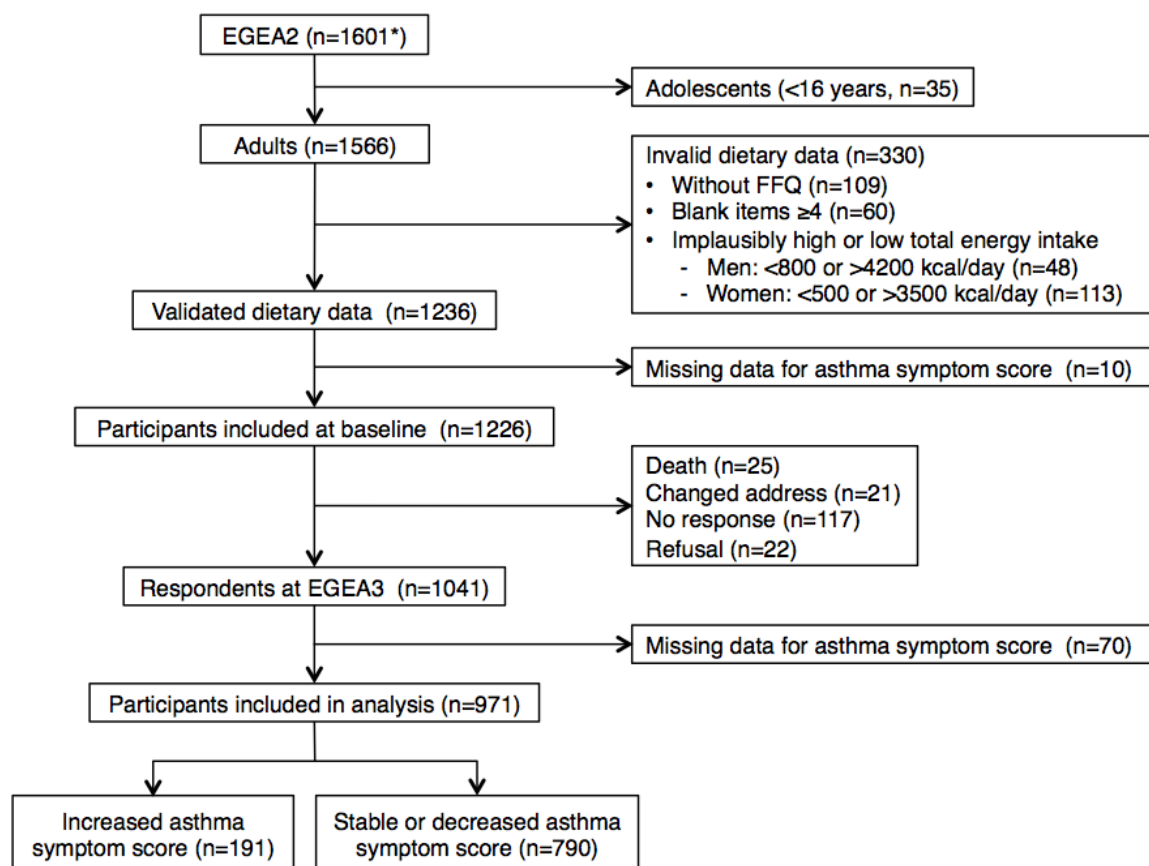 EGEA2 (n=1601*)
Adolescents (<16 years, n=35)
Adults (n=1566)
Invalid dietary data (n=330)
• Without FFQ (n=109)
• Blank items ≥4 (n=60)
• Implausibly high or low total energy intake
- Men: <800 or >4200 kcal/day (n=48)
- Women: <500 or >3500 kcal/day (n=113)
Validated dietary data (n=1236)
Missing data for asthma symptom score (n=10)
Participants included at baseline (n=1226)
Death (n=25)
Changed address (n=21)
No response (n=117)
Refusal (n=22)
Respondents at EGEA3 (n=1041)
Missing data for asthma symptom score (n=70)
Participants included in analysis (n=971)
Increased asthma
symptom score (n=191)
Stable or decreased asthma
symptom score (n=790)